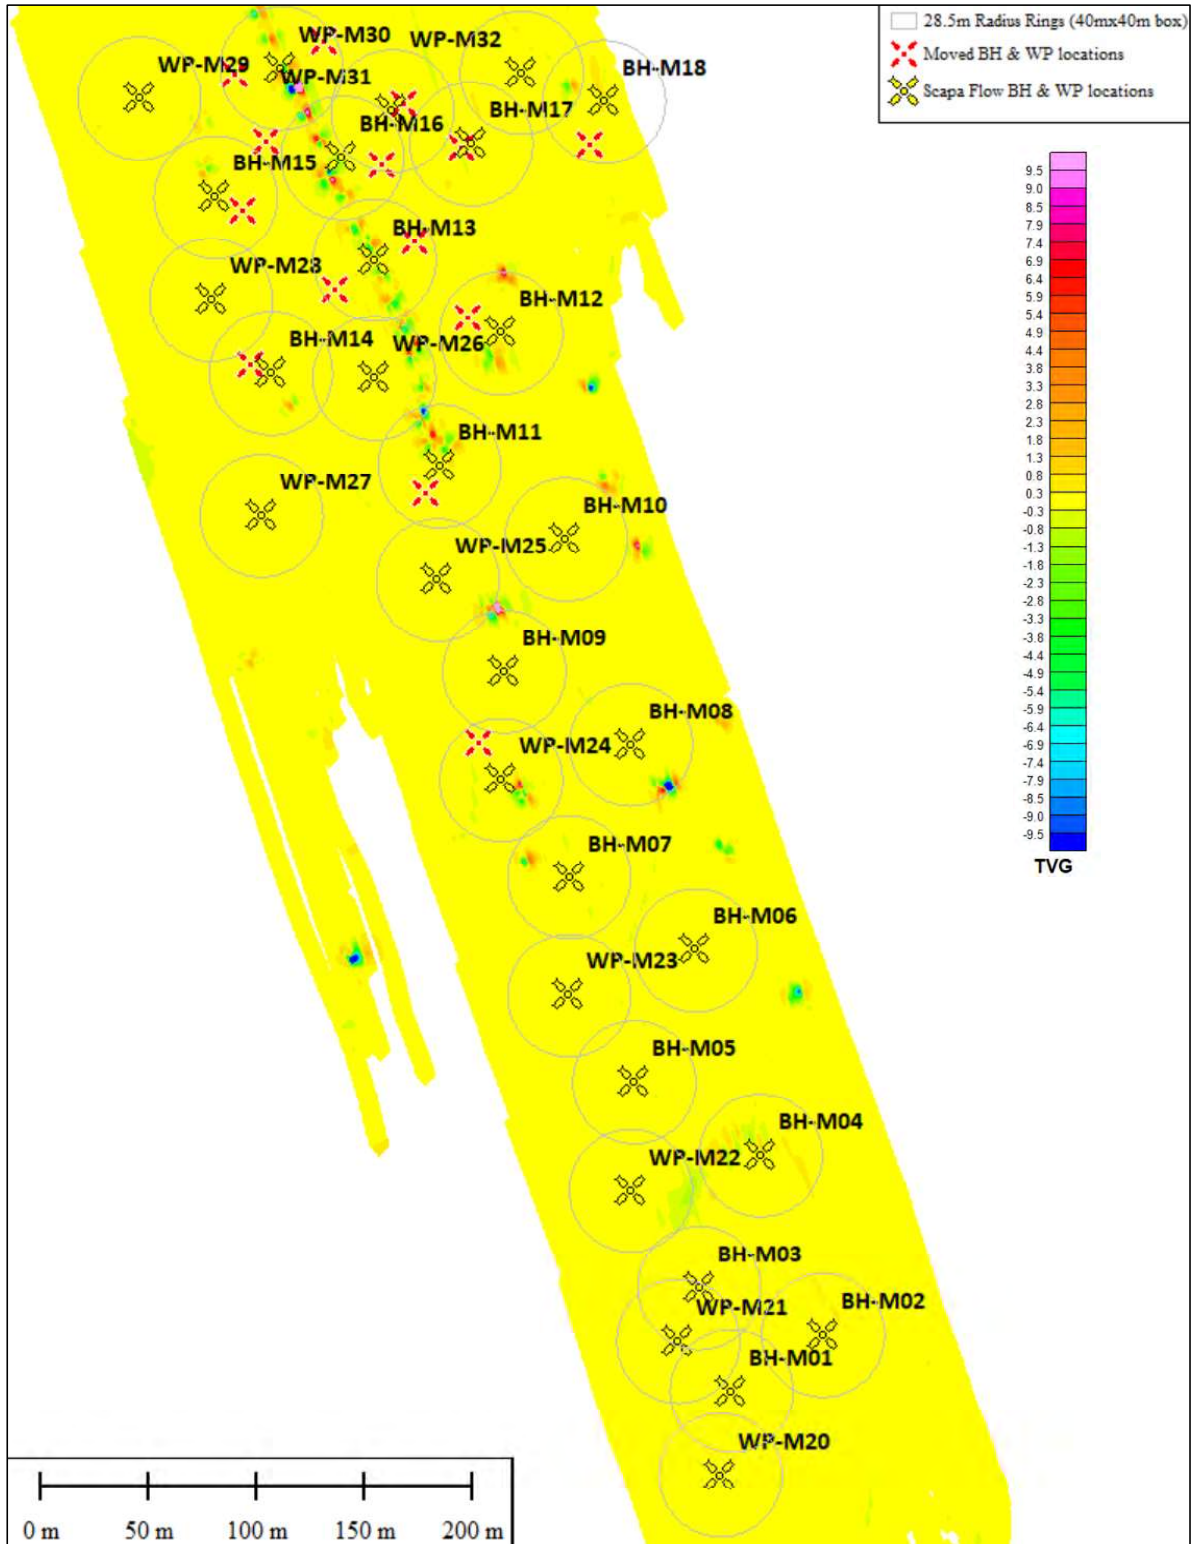 28.5m Radius Rings (40mx40m box)
Moved BH & WP locations
Scapa Flow BH & WP locations
WP-M30
WP-M32
WP-M29
WP-M31
BH-M18
BH-M17
BH-M16
BH-M15
BH-M13
WP-M28
BH-M12
BH-M14
WP-M26
BH-M11
WP-M27
BH-M10
WP-M25
BH-M09
BH-M08
WP-M24
BH-M07
BH-M06
WP-M23
BH-M05
BH-M04
WP-M22
BH-M03
BH-M02
WP-M21
BH-M01
WP-M20
9.5
9.0
8.5
7.9
7.4
6.9
6.4
5.9
5.4
4.9
4.4
3.8
3.3
2.8
2.3
1.8
1.3
0.8
0.3
-0.3
-0.8
-1.3
-1.8
-2.3
-2.8
-3.3
-3.8
-4.4
-4.9
-5.4
-5.9
-6.4
-6.9
-7.4
-7.9
-8.5
-9.0
-9.5
TVG
0 m 50 m 100 m 150 m 200 m